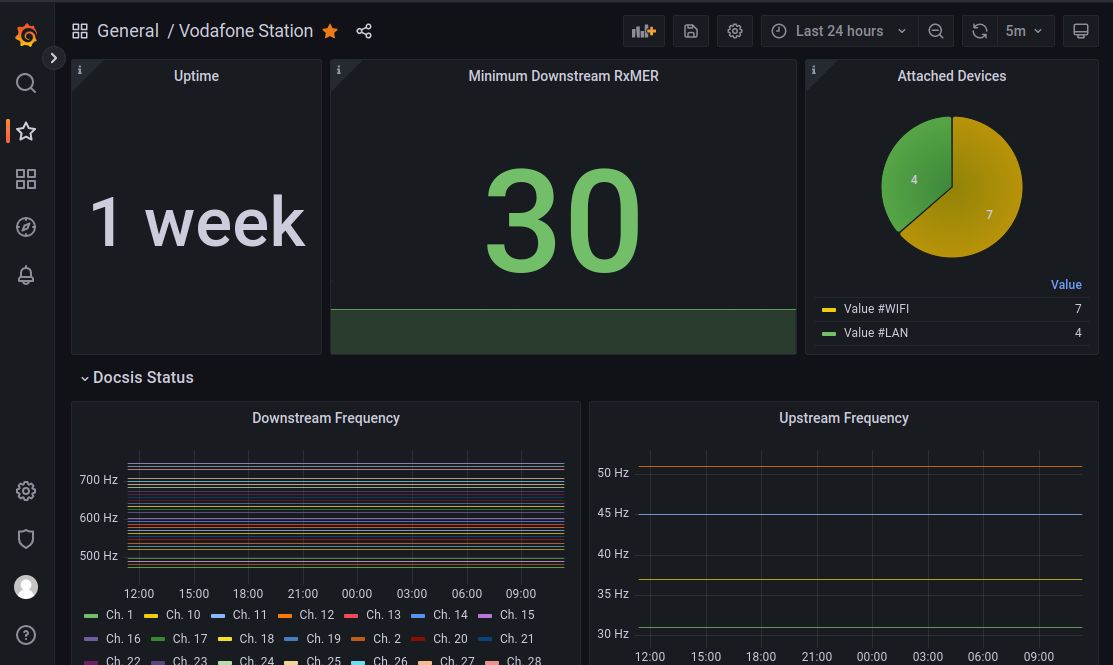 General / Vodafone Station
Last 24 hours
5m
i
Uptime
1 week
i
Minimum Downstream RxMER
30
i
Attached Devices
4
7
Value
Value #WIFI 7
Value #LAN 4
Docsis Status
Downstream Frequency
700 Hz
600 Hz
500 Hz
12:00 15:00 18:00 21:00 00:00 03:00 06:00 09:00
Ch. 1 Ch. 10 Ch. 11 Ch. 12 Ch. 13 Ch. 14 Ch. 15
Ch. 16 Ch. 17 Ch. 18 Ch. 19 Ch. 2 Ch. 20 Ch. 21
Ch. 22 Ch. 23 Ch. 24 Ch. 25 Ch. 26 Ch. 27 Ch. 28
Upstream Frequency
50 Hz
45 Hz
40 Hz
35 Hz
30 Hz
12:00 15:00 18:00 21:00 00:00 03:00 06:00 09:00